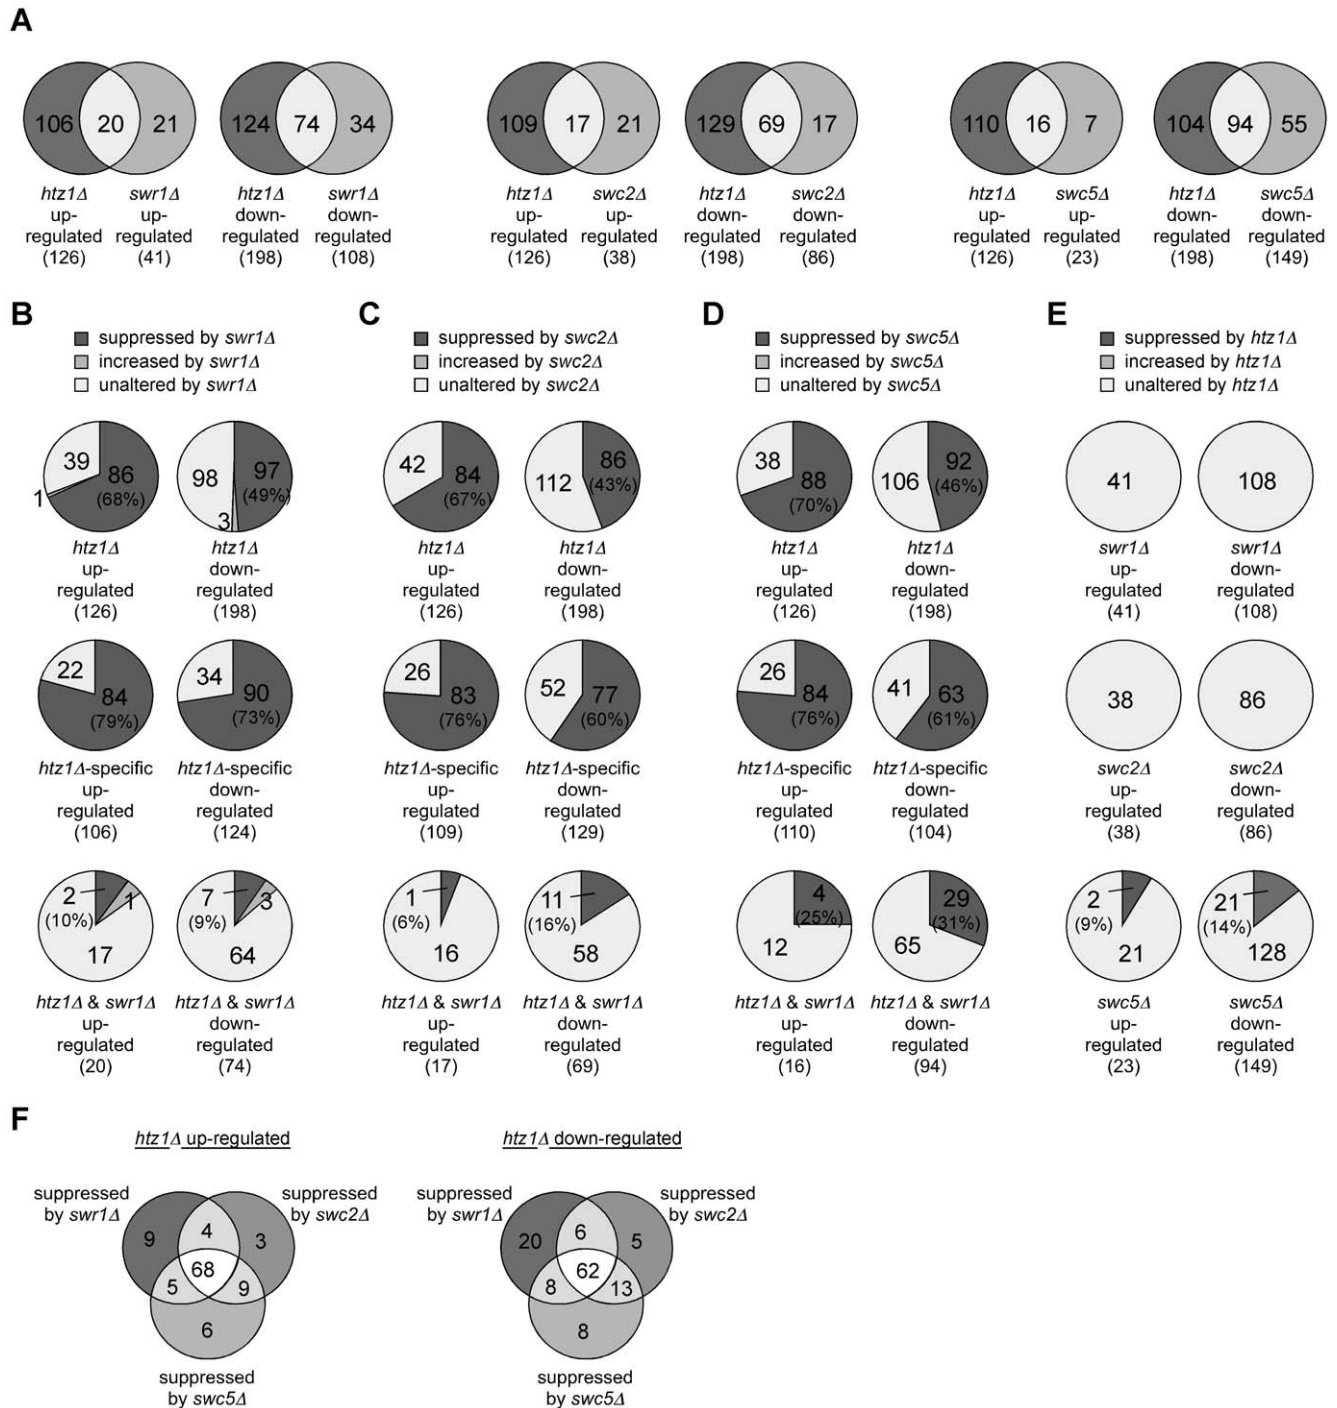 A
106 20 21
124 74 34
109 17 21
129 69 17
110 16 7
104 94 55
htz1Δ swr1Δ htz1Δ swr1Δ htz1Δ swc2Δ htz1Δ swc2Δ htz1Δ swc5Δ htz1Δ swc5Δ
up- up- down- down- up- up- down- down- up- up- down- down-
regulated regulated regulated regulated regulated regulated regulated regulated regulated regulated regulated regulated
(126) (41) (198) (108) (126) (38) (198) (86) (126) (23) (198) (149)
B
suppressed by swr1Δ
increased by swr1Δ
unaltered by swr1Δ
39 86 98 97
1 (68%) (49%)
3
htz1Δ htz1Δ
up- down-
regulated regulated
(126) (198)
22 84 34 90
(79%) (73%)
htz1Δ-specific htz1Δ-specific
up- down-
regulated regulated
(106) (124)
2 1 7 3
(10%) (9%)
17 64
htz1Δ & swr1Δ htz1Δ & swr1Δ
up- down-
regulated regulated
(20) (74)
C
suppressed by swc2Δ
increased by swc2Δ
unaltered by swc2Δ
42 84 112 86
(67%) (43%)
htz1Δ htz1Δ
up- down-
regulated regulated
(126) (198)
26 83 52 77
(76%) (60%)
htz1Δ-specific htz1Δ-specific
up- down-
regulated regulated
(109) (129)
1 11
(6%) (16%)
16 58
htz1Δ & swr1Δ htz1Δ & swr1Δ
up- down-
regulated regulated
(17) (69)
D
suppressed by swc5Δ
increased by swc5Δ
unaltered by swc5Δ
38 88 106 92
(70%) (46%)
htz1Δ htz1Δ
up- down-
regulated regulated
(126) (198)
26 84 41 63
(76%) (61%)
htz1Δ-specific htz1Δ-specific
up- down-
regulated regulated
(110) (104)
4 29
(25%) (31%)
12 65
htz1Δ & swr1Δ htz1Δ & swr1Δ
up- down-
regulated regulated
(16) (94)
E
suppressed by htz1Δ
increased by htz1Δ
unaltered by htz1Δ
41 108
swr1Δ swr1Δ
up- down-
regulated regulated
(41) (108)
38 86
swc2Δ swc2Δ
up- down-
regulated regulated
(38) (86)
2 21
(9%) (14%)
21 128
swc5Δ swc5Δ
up- down-
regulated regulated
(23) (149)
F
htz1Δ up-regulated
suppressed suppressed
by swr1Δ by swc2Δ
9 4 3
68
5 9
6
suppressed
by swc5Δ
htz1Δ down-regulated
suppressed suppressed
by swr1Δ by swc2Δ
20 6 5
62
8 13
8
suppressed
by swc5Δ